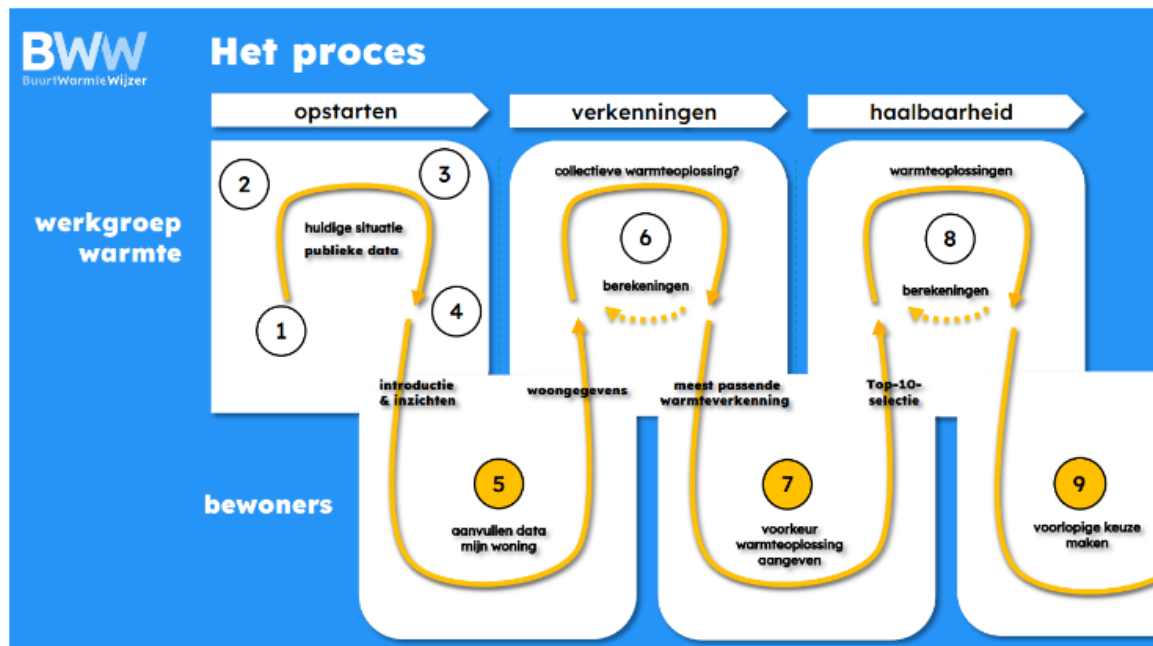 BWW
BuurtWarmteWijzer
Het proces
opstarten
verkenningen
haalbaarheid
werkgroep
warmte
2
3
huidige situatie
publieke data
1
4
collectieve warmteoplossing?
6
berekeningen
warmteoplossingen
8
berekeningen
introductie
& inzichten
woongegevens
meest passende
warmteverkenning
Top-10-
selectie
bewoners
5
aanvullen data
mijn woning
7
voorkeur
warmteoplossing
aangeven
9
voorlopige keuze
maken